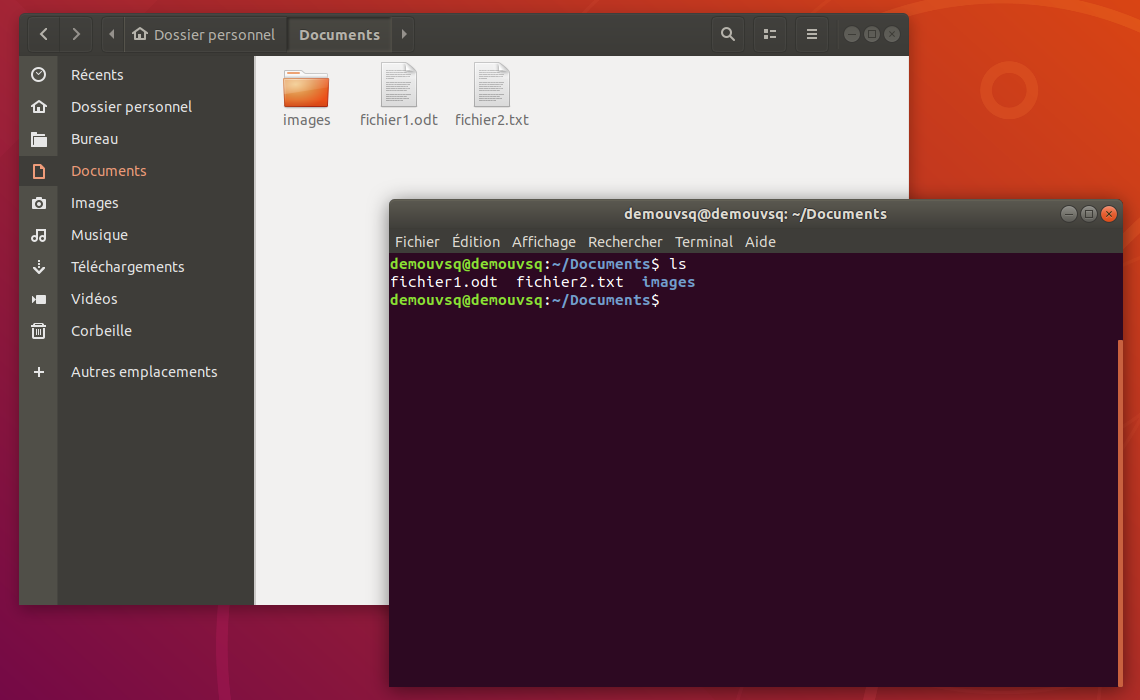 Dossier personnel Documents
Récents
Dossier personnel
Bureau
Documents
Images
Musique
Téléchargements
Vidéos
Corbeille
Autres emplacements
images fichier1.odt fichier2.txt
demouvsq@demouvsq: ~/Documents
Fichier Édition Affichage Rechercher Terminal Aide
demouvsq@demouvsq:~/Documents$ ls
fichier1.odt fichier2.txt images
demouvsq@demouvsq:~/Documents$